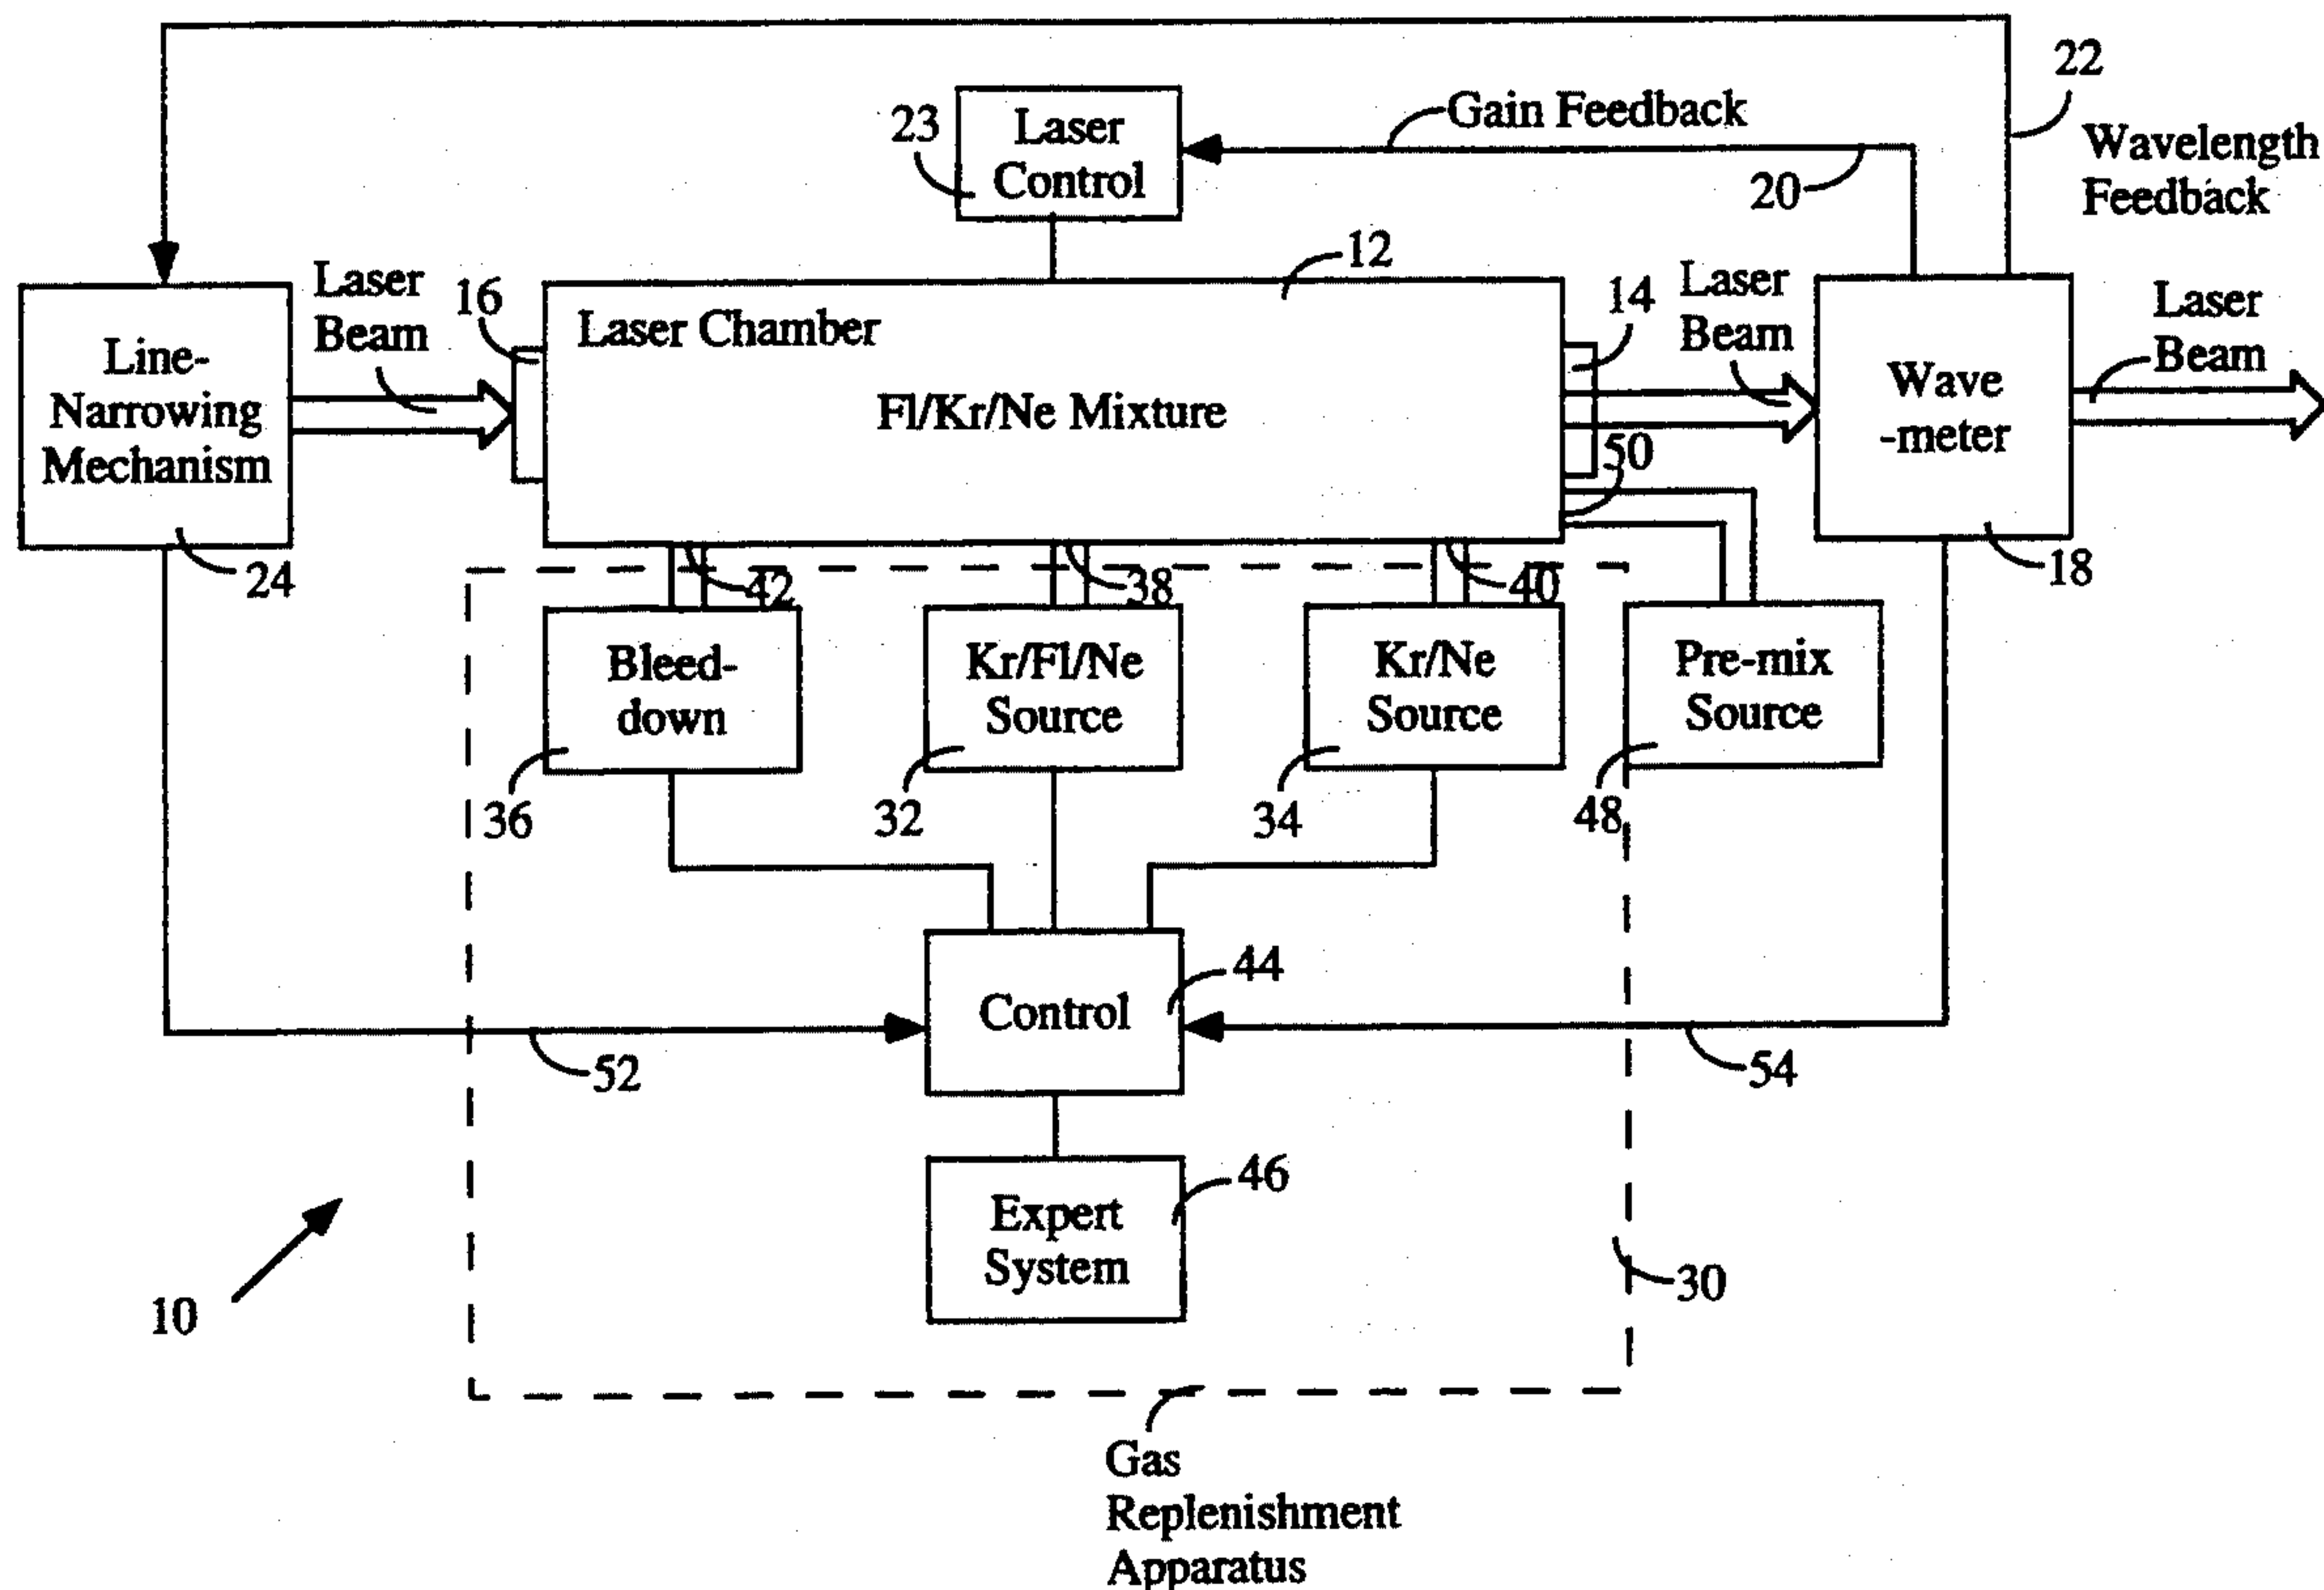 22
Wavelength
Feedback
Gain Feedback
20
23
Laser
Control
12
Laser
Beam
16
Laser Chamber
Fl/Kr/Ne Mixture
14
Laser
Beam
Laser
Beam
Line-
Narrowing
Mechanism
Wave
-meter
50
24
42
38
40
18
Bleed-
down
Kr/Fl/Ne
Source
Kr/Ne
Source
Pre-mix
Source
36
32
34
48
44
Control
52
54
46
Expert
System
10
30
Gas
Replenishment
Apparatus